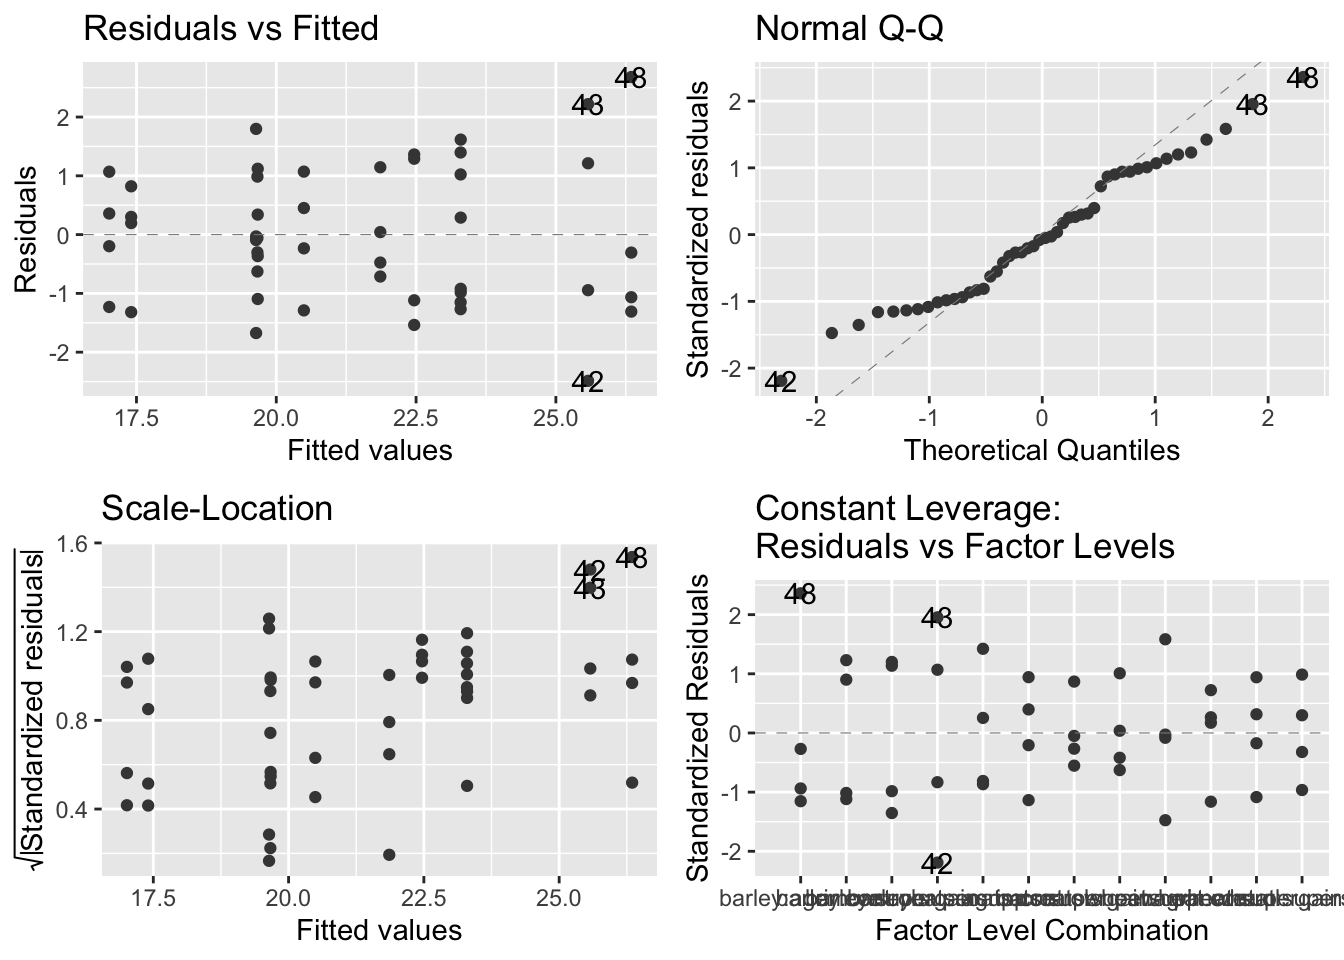 Residuals vs Fitted
Residuals
2
1
0
-1
-2
48
43
42
17.5 20.0 22.5 25.0
Fitted values
Normal Q-Q
Standardized residuals
2
1
0
-1
-2
48
43
42
-2 -1 0 1 2
Theoretical Quantiles
Scale-Location
√|Standardized residuals|
1.6
1.2
0.8
0.4
42
48
43
17.5 20.0 22.5 25.0
Fitted values
Constant Leverage:
Residuals vs Factor Levels
Standardized Residuals
2
1
0
-1
-2
48
43
42
Factor Level Combination